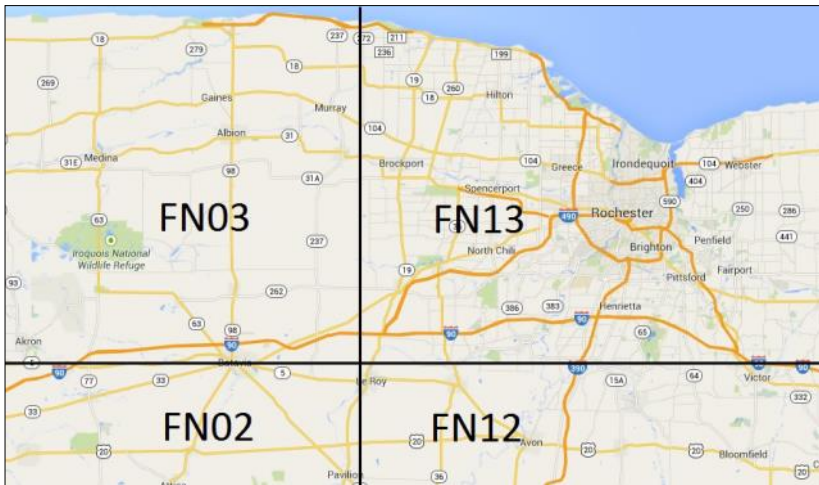 18
279
237
272
211
236
269
18
19
260
199
18
Hilton
Gaines
Murray
Albion
31
104
31E
Medina
98
31A
Brockport
104
Greece
Irondequoit
104
Webster
404
Spencerport
63
FN03
FN13
490
Rochester
590
250
286
237
441
Iroquois National
Wildlife Refuge
North Chili
Brighton
Penfield
93
262
19
Pittsford
Fairport
386
383
Henrietta
63
98
90
90
90
65
Akron
5
Batavia
90
77
33
5
Le Roy
390
15A
64
Victor
90
332
33
FN02
FN12
20
20
Avon
20
Bloomfield
20
Pavilion
36